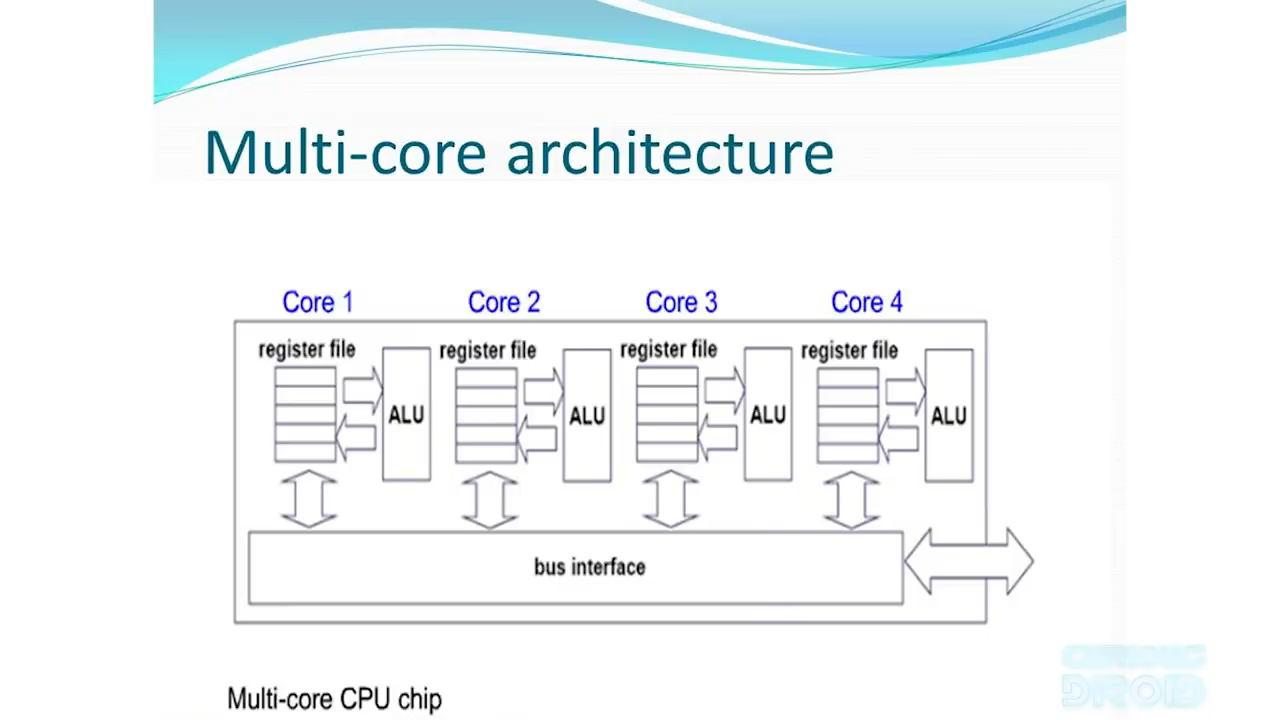 Multi-core architecture
Core 1 Core 2 Core 3 Core 4
register file register file register file register file
ALU ALU ALU ALU
bus interface
Multi-core CPU chip
DROID